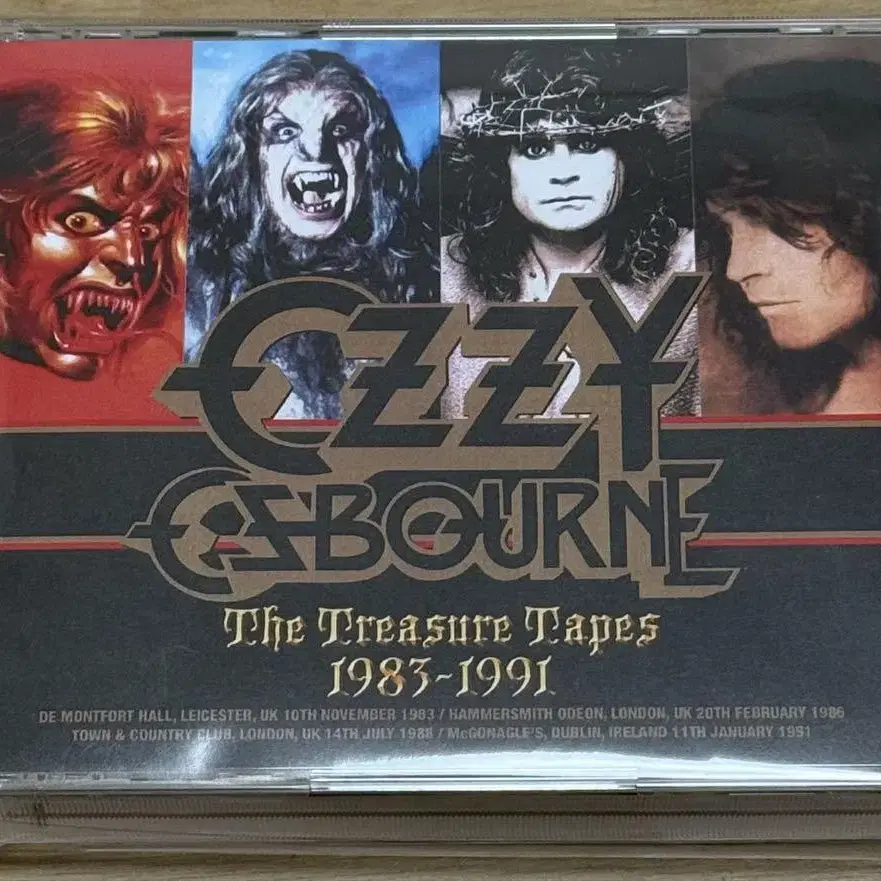 OZZY
OSBOURNE
The Treasure Tapes
1983-1991
DE MONTFORT HALL, LEICESTER, UK 10TH NOVEMBER 1983 / HAMMERSMITH ODEON, LONDON, UK 20TH FEBRUARY 1986
TOWN & COUNTRY CLUB, LONDON, UK 14TH JULY 1988 / McGONAGLE'S, DUBLIN, IRELAND 11TH JANUARY 1991